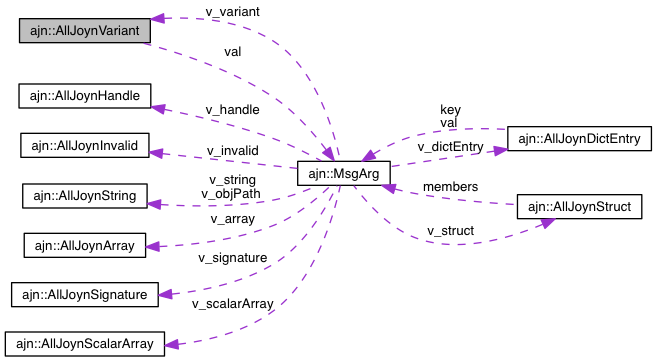 v_variant
ajn::AllJoynVariant
val
ajn::AllJoynHandle
v_handle
key
val
ajn::AllJoynDictEntry
ajn::AllJoynInvalid
v_invalid
v_dictEntry
ajn::MsgArg
v_string
v_objPath
ajn::AllJoynString
members
ajn::AllJoynStruct
v_array
v_struct
ajn::AllJoynArray
v_signature
ajn::AllJoynSignature
v_scalarArray
ajn::AllJoynScalarArray